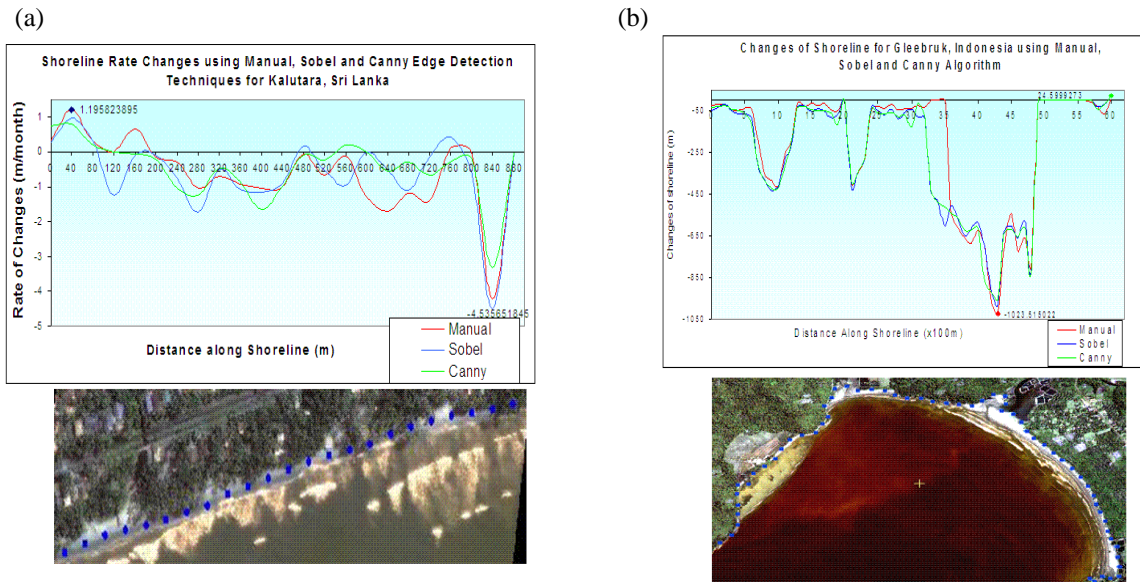 (a)
Shoreline Rate Changes using Manual, Sobel and Canny Edge Detection
Techniques for Kalutara, Sri Lanka
Rate of Changes (m/month)
1.195823895
1
0
-1
-2
-3
-4
-5
0 40 80 120 160 200 240 280 320 360 400 440 480 520 560 600 640 680 720 760 800 840 880
-4.535651845
Distance along Shoreline (m)
Manual
Sobel
Canny
(b)
Changes of Shoreline for Gleebruk, Indonesia using Manual,
Sobel and Canny Algorithm
Changes of shoreline (m)
24.5999273
-50
-250
-450
-650
-850
-1050
0 5 10 15 20 25 30 35 40 45 50 55 60
-1023.515022
Distance Along Shoreline (x100m)
Manual
Sobel
Canny